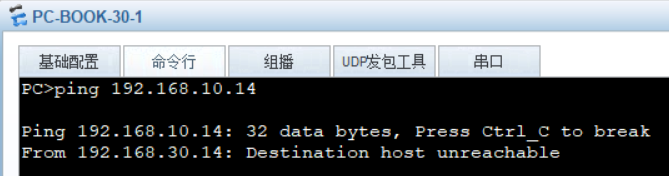 PC-BOOK-30-1
基础配置 命令行 组播 UDP发包工具 串口
PC>ping 192.168.10.14
Ping 192.168.10.14: 32 data bytes, Press Ctrl_C to break
From 192.168.30.14: Destination host unreachable